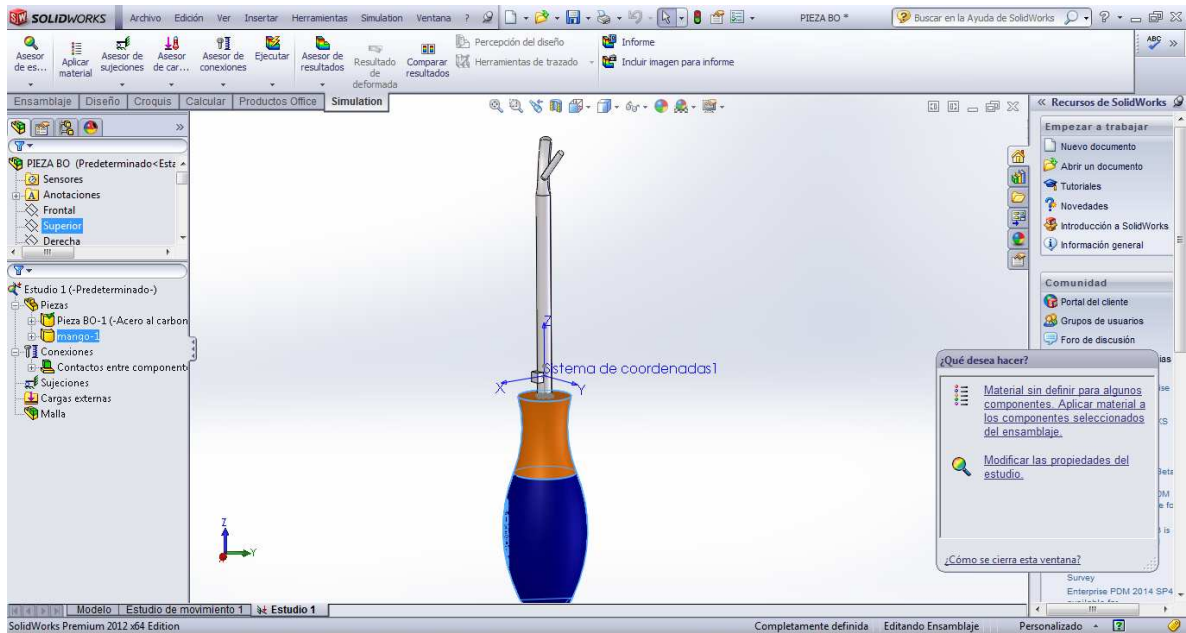 SOLIDWORKS Archivo Edición Ver Insertar Herramientas Simulation Ventana ? PIEZA BO * Buscar en la Ayuda de SolidWorks
Asesor de es...
Aplicar material
Asesor de sujeciones
Asesor de car...
Asesor de conexiones
Ejecutar
Asesor de resultados
Resultado de deformada
Comparar resultados
Percepción del diseño
Herramientas de trazado
Informe
Incluir imagen para informe
ABC
Ensamblaje Diseño Croquis Calcular Productos Office Simulation
PIEZA BO (Predeterminado<Esta
Sensores
Anotaciones
Frontal
Superior
Derecha
Estudio 1 (-Predeterminado-)
Piezas
Pieza BO-1 (-Acero al carbon
mango-1
Conexiones
Contactos entre component
Sujeciones
Cargas externas
Malla
Z
Sistema de coordenadas1
X
Y
Z
Y
Recursos de SolidWorks
Empezar a trabajar
Nuevo documento
Abrir un documento
Tutoriales
Novedades
Introducción a SolidWorks
Información general
Comunidad
Portal del cliente
Grupos de usuarios
Foro de discusión
¿Qué desea hacer?
Material sin definir para algunos
componentes. Aplicar material a
los componentes seleccionados
del ensamblaje.
Modificar las propiedades del
estudio.
¿Cómo se cierra esta ventana?
Survey
Enterprise PDM 2014 SP4
Modelo Estudio de movimiento 1 Estudio 1
SolidWorks Premium 2012 x64 Edition Completamente definida Editando Ensamblaje Personalizado